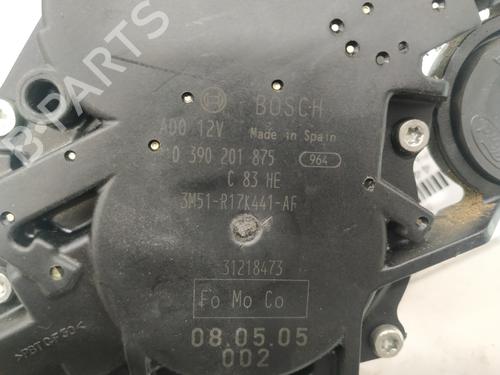 BOSCH
ADO 12V Made in Spain
0 390 201 875 964
C 83 HE
3M51-R17K441-AF
31218473
Fo Mo Co
08.05.05
002
B-PARTS